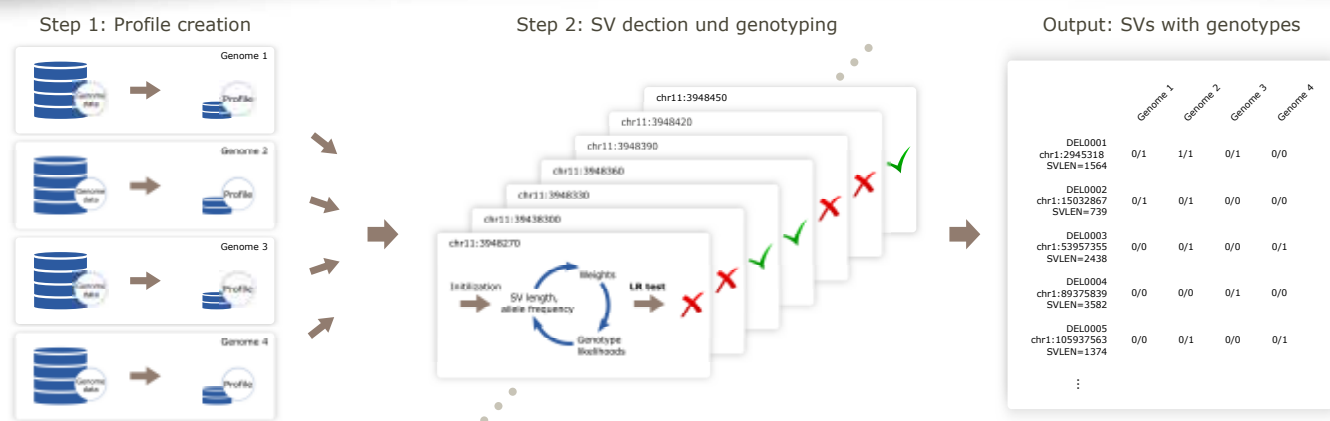 Step 1: Profile creation
Step 2: SV dection und genotyping
Output: SVs with genotypes
Genome 1
Genome data
Profile
Genome 2
Genome data
Profile
Genome 3
Genome data
Profile
Genome 4
Genome data
Profile
chr11:3948450
chr11:3948420
chr11:3948390
chr11:3948360
chr11:3948330
chr11:39438300
chr11:3948270
Initilization
SV length,
allele frequency
Weights
Genotype
likelihoods
LR test
Genome 1
Genome 2
Genome 3
Genome 4
DEL0001
chr1:2945318 0/1 1/1 0/1 0/0
SVLEN=1564
DEL0002
chr1:15032867 0/1 0/1 0/0 0/0
SVLEN=739
DEL0003
chr1:53957355 0/0 0/1 0/0 0/1
SVLEN=2438
DEL0004
chr1:89375839 0/0 0/0 0/1 0/0
SVLEN=3582
DEL0005
chr1:105937563 0/0 0/1 0/0 0/1
SVLEN=1374
⋮